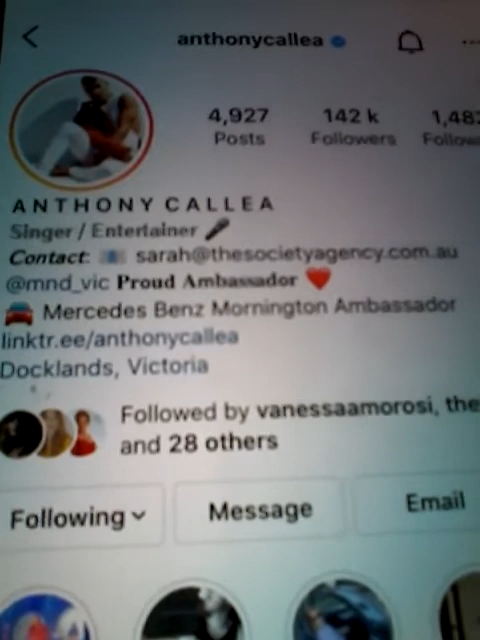 anthonycallea
4,927 142 k 1,48
Posts Followers Follow
ANTHONY CALLEA
Singer / Entertainer
Contact: sarah@thesocietyagency.com.au
@mnd_vic Proud Ambassador
Mercedes Benz Mornington Ambassador
linktr.ee/anthonycallea
Docklands, Victoria
Followed by vanessaamorosi, the
and 28 others
Following Message Email